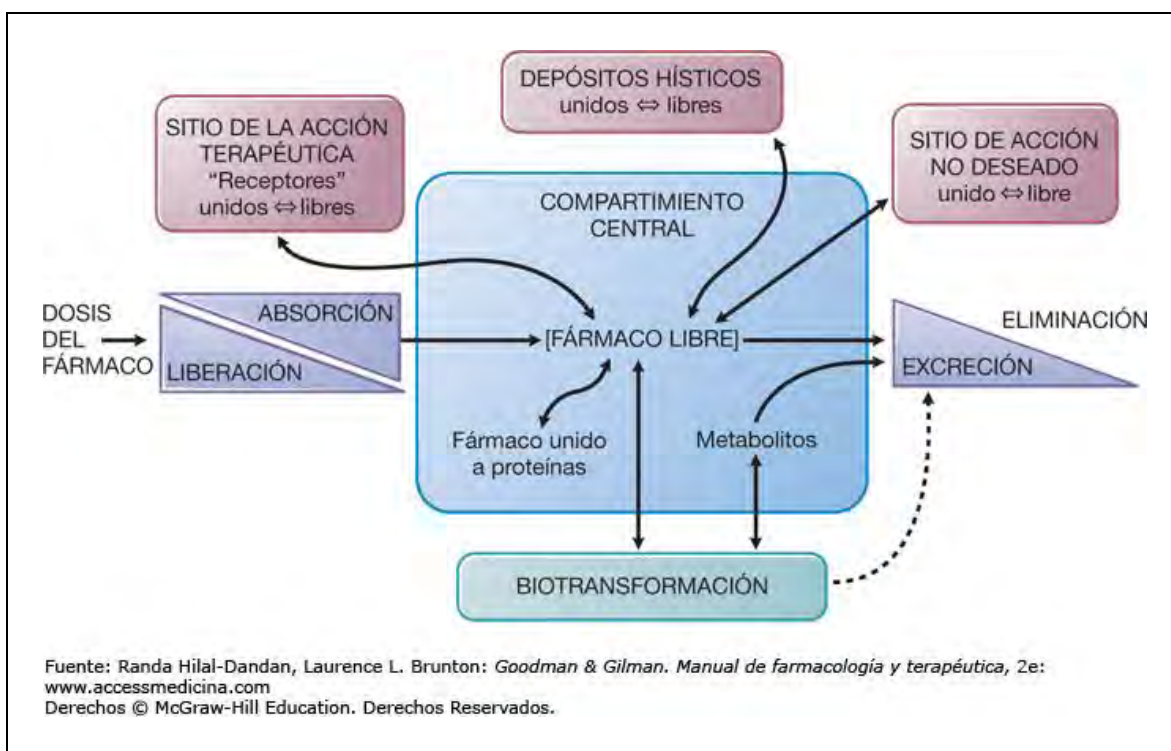 DEPÓSITOS HÍSTICOS
unidos ⇔ libres
SITIO DE LA ACCIÓN
TERAPÉUTICA
“Receptores”
unidos ⇔ libres
SITIO DE ACCIÓN
NO DESEADO
unido ⇔ libre
COMPARTIMIENTO
CENTRAL
DOSIS
DEL
FÁRMACO
ABSORCIÓN
LIBERACIÓN
[FÁRMACO LIBRE]
ELIMINACIÓN
EXCRECIÓN
Fármaco unido
a proteínas
Metabolitos
BIOTRANSFORMACIÓN
Fuente: Randa Hilal-Dandan, Laurence L. Brunton: Goodman & Gilman. Manual de farmacología y terapéutica, 2e:
www.accessmedicina.com
Derechos © McGraw-Hill Education. Derechos Reservados.